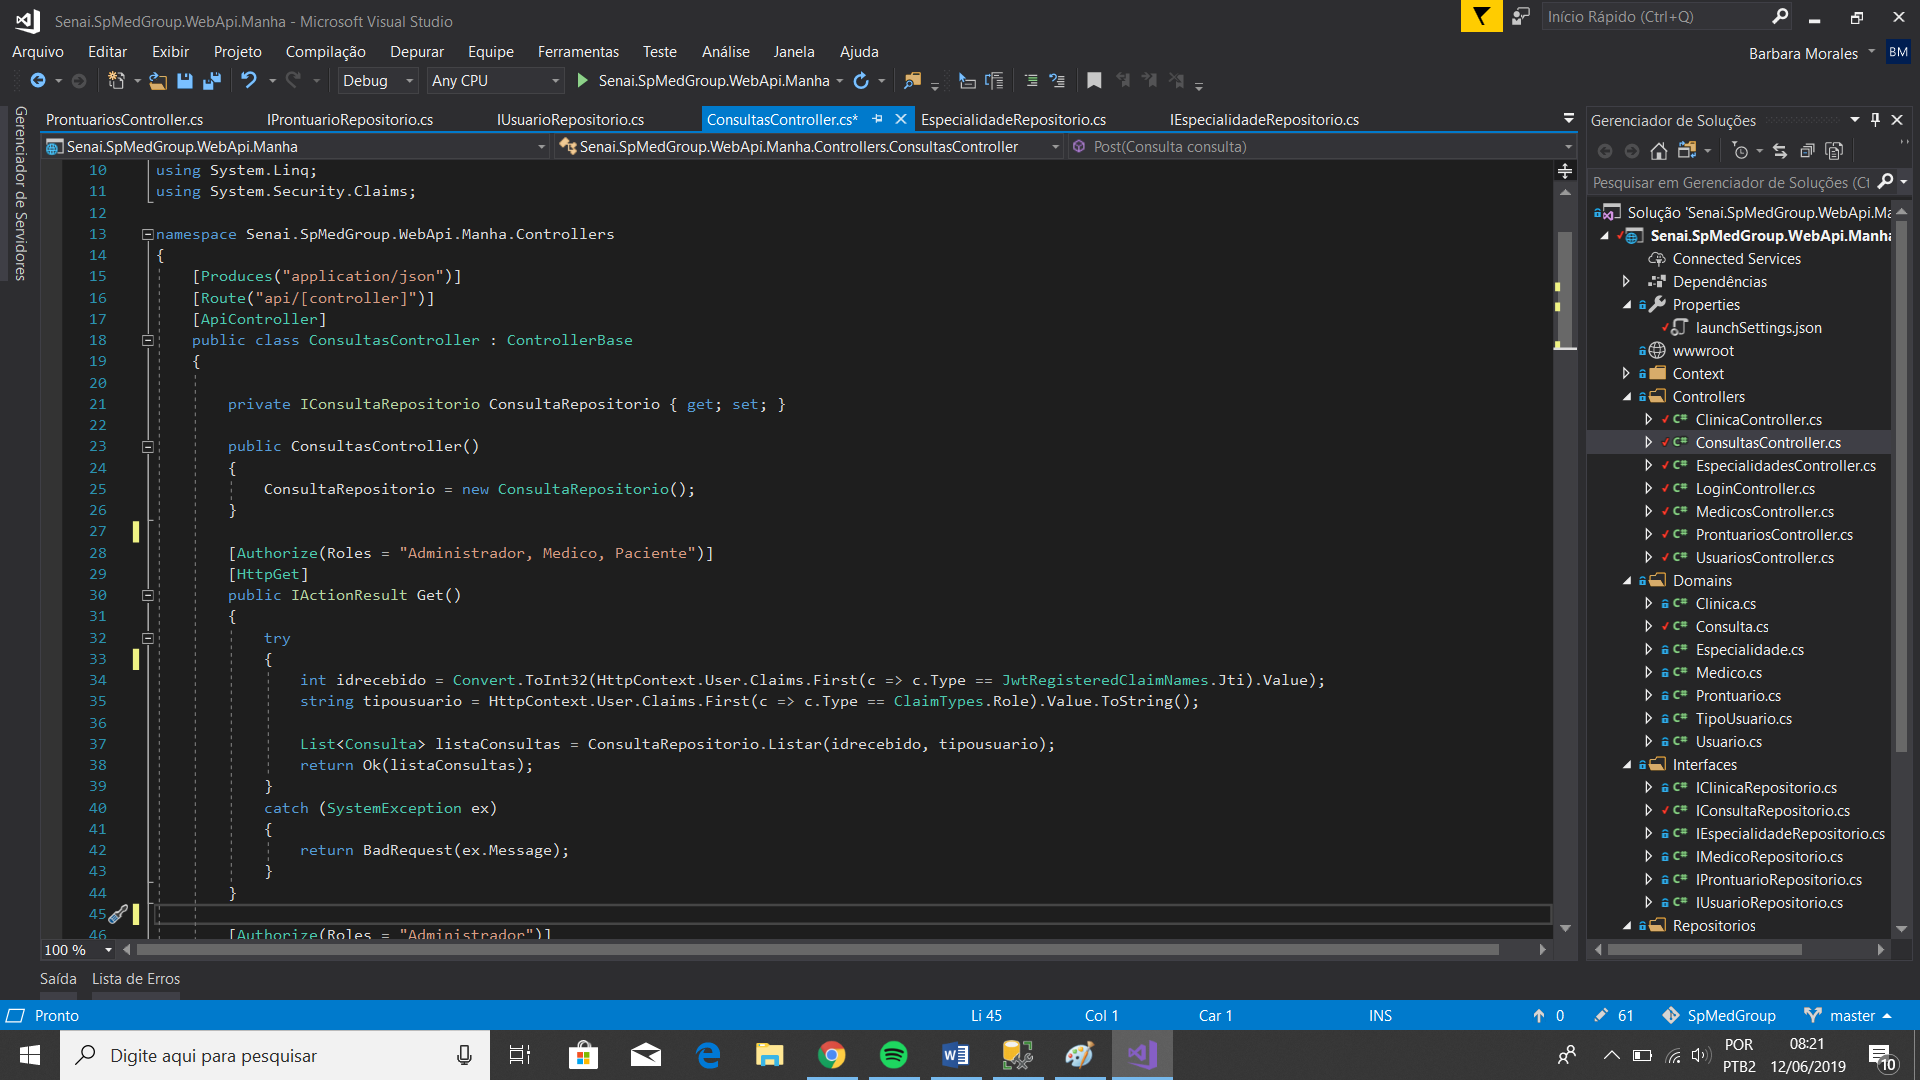 Senai.SpMedGroup.WebApi.Manha - Microsoft Visual Studio
Início Rápido (Ctrl+Q)
Arquivo Editar Exibir Projeto Compilação Depurar Equipe Ferramentas Teste Análise Janela Ajuda
Barbara Morales BM
Debug Any CPU Senai.SpMedGroup.WebApi.Manha
Gerenciador de Servidores
ProntuariosController.cs IProntuarioRepositorio.cs IUsuarioRepositorio.cs ConsultasController.cs* EspecialidadeRepositorio.cs IEspecialidadeRepositorio.cs
Senai.SpMedGroup.WebApi.Manha Senai.SpMedGroup.WebApi.Manha.Controllers.ConsultasController Post(Consulta consulta)
10 using System.Linq;
11 using System.Security.Claims;
12
13 namespace Senai.SpMedGroup.WebApi.Manha.Controllers
14 {
15 [Produces("application/json")]
16 [Route("api/[controller]")]
17 [ApiController]
18 public class ConsultasController : ControllerBase
19 {
20
21 private IConsultaRepositorio ConsultaRepositorio { get; set; }
22
23 public ConsultasController()
24 {
25 ConsultaRepositorio = new ConsultaRepositorio();
26 }
27
28 [Authorize(Roles = "Administrador, Medico, Paciente")]
29 [HttpGet]
30 public IActionResult Get()
31 {
32 try
33 {
34 int idrecebido = Convert.ToInt32(HttpContext.User.Claims.First(c => c.Type == JwtRegisteredClaimNames.Jti).Value);
35 string tipousuario = HttpContext.User.Claims.First(c => c.Type == ClaimTypes.Role).Value.ToString();
36
37 List<Consulta> listaConsultas = ConsultaRepositorio.Listar(idrecebido, tipousuario);
38 return Ok(listaConsultas);
39 }
40 catch (SystemException ex)
41 {
42 return BadRequest(ex.Message);
43 }
44 }
45
46 [Authorize(Roles = "Administrador")]
100 %
Gerenciador de Soluções
Pesquisar em Gerenciador de Soluções (Ct
Solução 'Senai.SpMedGroup.WebApi.Ma
Senai.SpMedGroup.WebApi.Manha
Connected Services
Dependências
Properties
launchSettings.json
wwwroot
Context
Controllers
C# ClinicaController.cs
C# ConsultasController.cs
C# EspecialidadesController.cs
C# LoginController.cs
C# MedicosController.cs
C# ProntuariosController.cs
C# UsuariosController.cs
Domains
C# Clinica.cs
C# Consulta.cs
C# Especialidade.cs
C# Medico.cs
C# Prontuario.cs
C# TipoUsuario.cs
C# Usuario.cs
Interfaces
C# IClinicaRepositorio.cs
C# IConsultaRepositorio.cs
C# IEspecialidadeRepositorio.cs
C# IMedicoRepositorio.cs
C# IProntuarioRepositorio.cs
C# IUsuarioRepositorio.cs
Repositorios
Saída Lista de Erros
Pronto Li 45 Col 1 Car 1 INS 0 61 SpMedGroup master
Digite aqui para pesquisar
POR
PTB2
08:21
12/06/2019
10